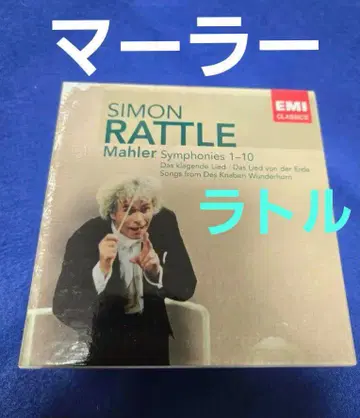 マーラー
EMI
CLASSICS
SIMON
RATTLE
Mahler Symphonies 1–10
Das klagende Lied · Das Lied von der Erde
Songs from Des Knaben Wunderhorn
ラトル